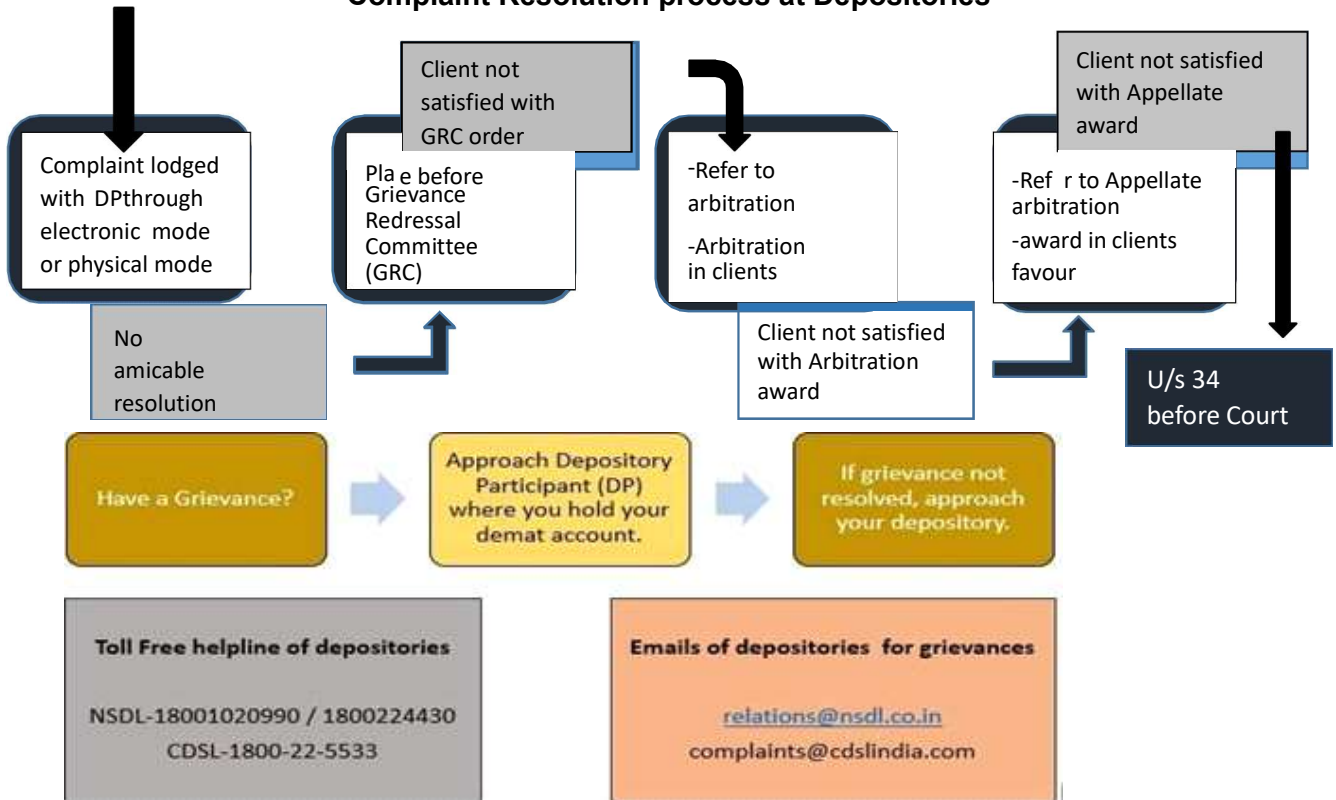 Complaint Resolution process at Depositories
Client not
satisfied with
GRC order
Client not satisfied
with Appellate
award
Complaint lodged
with DPthrough
electronic mode
or physical mode
Pla e before
Grievance
Redressal
Committee
(GRC)
-Refer to
arbitration
-Arbitration
in clients
-Ref r to Appellate
arbitration
-award in clients
favour
No
amicable
resolution
Client not satisfied
with Arbitration
award
U/s 34
before Court
Have a Grievance?
Approach Depository
Participant (DP)
where you hold your
demat account.
If grievance not
resolved, approach
your depository.
Toll Free helpline of depositories
NSDL-18001020990 / 1800224430
CDSL-1800-22-5533
Emails of depositories for grievances
relations@nsdl.co.in
complaints@cdslindia.com